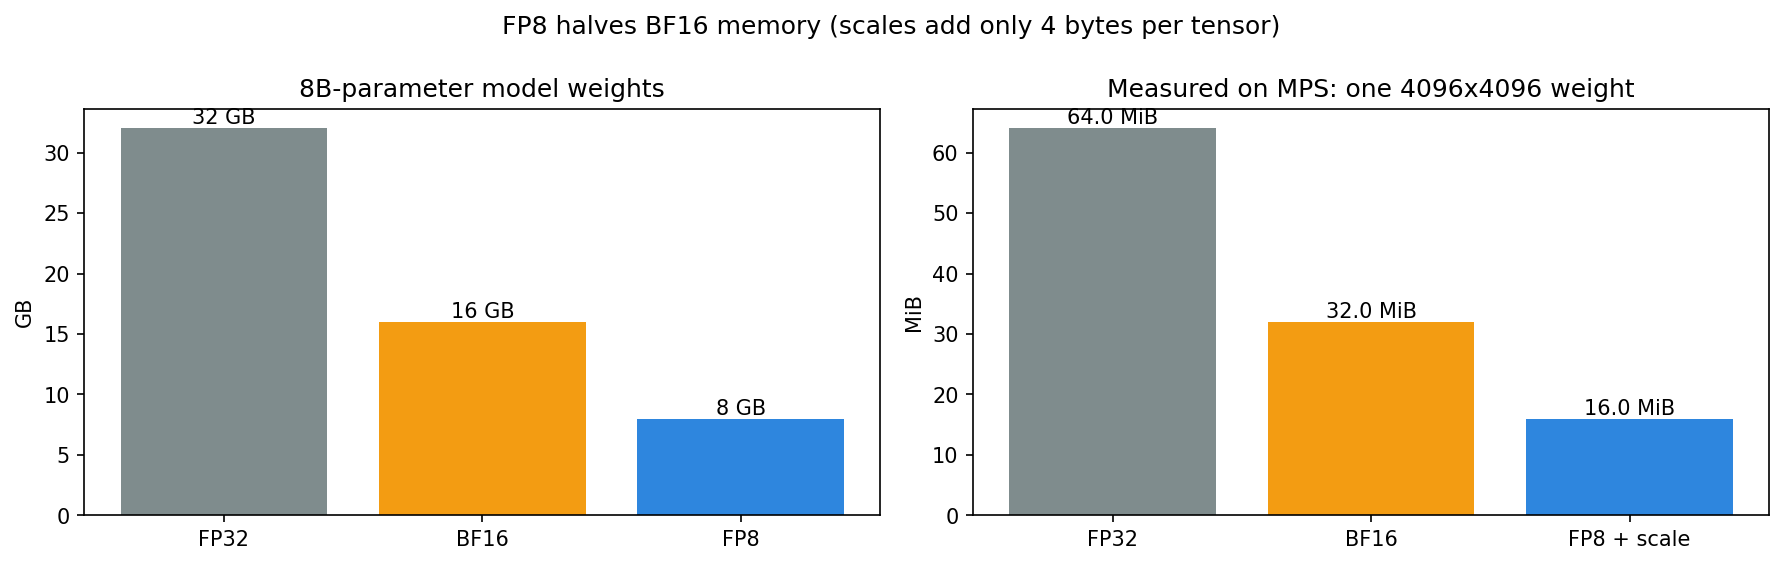 FP8 halves BF16 memory (scales add only 4 bytes per tensor)
8B-parameter model weights
GB
30
25
20
15
10
5
0
32 GB
16 GB
8 GB
FP32
BF16
FP8
Measured on MPS: one 4096x4096 weight
MiB
60
50
40
30
20
10
0
64.0 MiB
32.0 MiB
16.0 MiB
FP32
BF16
FP8 + scale